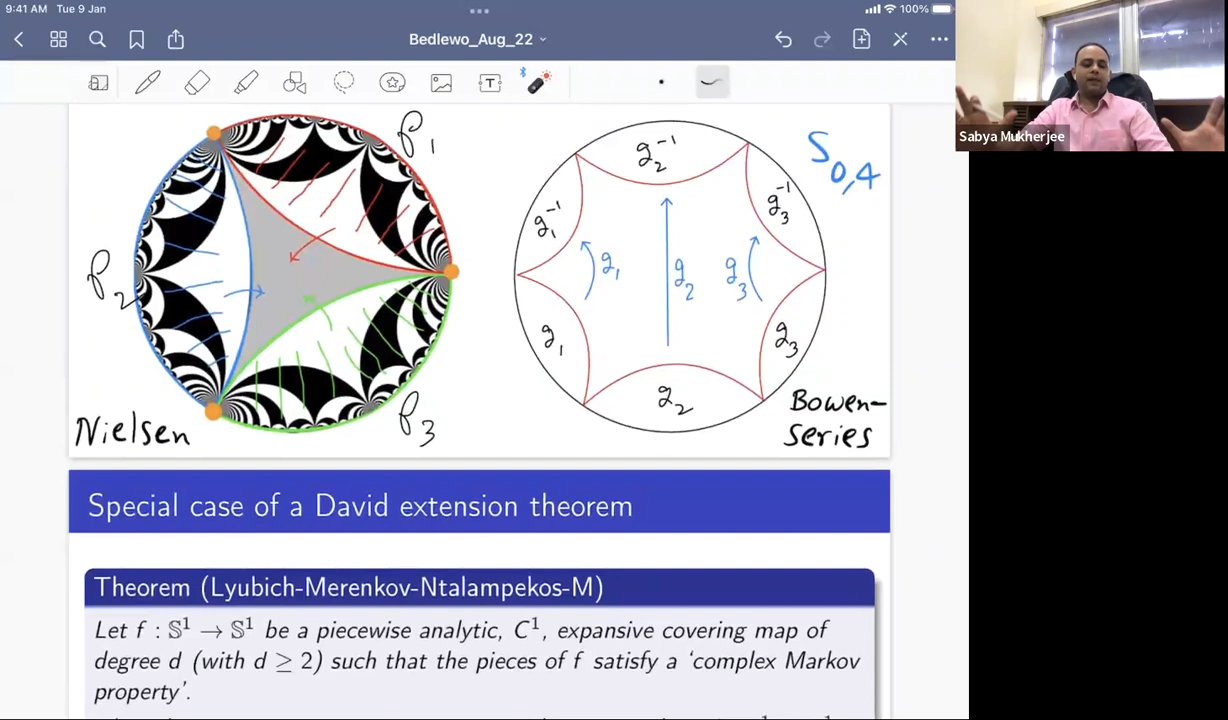 9:41 AM Tue 9 Jan
100%
Bedlewo_Aug_22
T
Sabya Mukherjee
ρ₁
ρ₂
ρ₃
Nielsen
g₂⁻¹
g₁⁻¹
g₃⁻¹
g₁
g₂
g₃
g₁
g₂
g₃
S₀,₄
Bowen-
Series
Special case of a David extension theorem
Theorem (Lyubich-Merenkov-Ntalampekos-M)
Let f : 𝕊¹ → 𝕊¹ be a piecewise analytic, C¹, expansive covering map of
degree d (with d ≥ 2) such that the pieces of f satisfy a ‘complex Markov
property’.